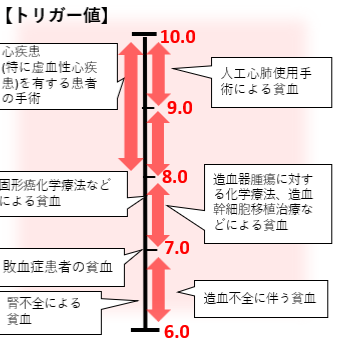 【トリガー値】
心疾患
(特に虚血性心疾
患)を有する患者
の手術
10.0
人工心肺使用手
術による貧血
9.0
固形癌化学療法など
による貧血
8.0
造血器腫瘍に対す
る化学療法、造血
幹細胞移植治療な
どによる貧血
敗血症患者の貧血
7.0
腎不全による
貧血
造血不全に伴う貧血
6.0